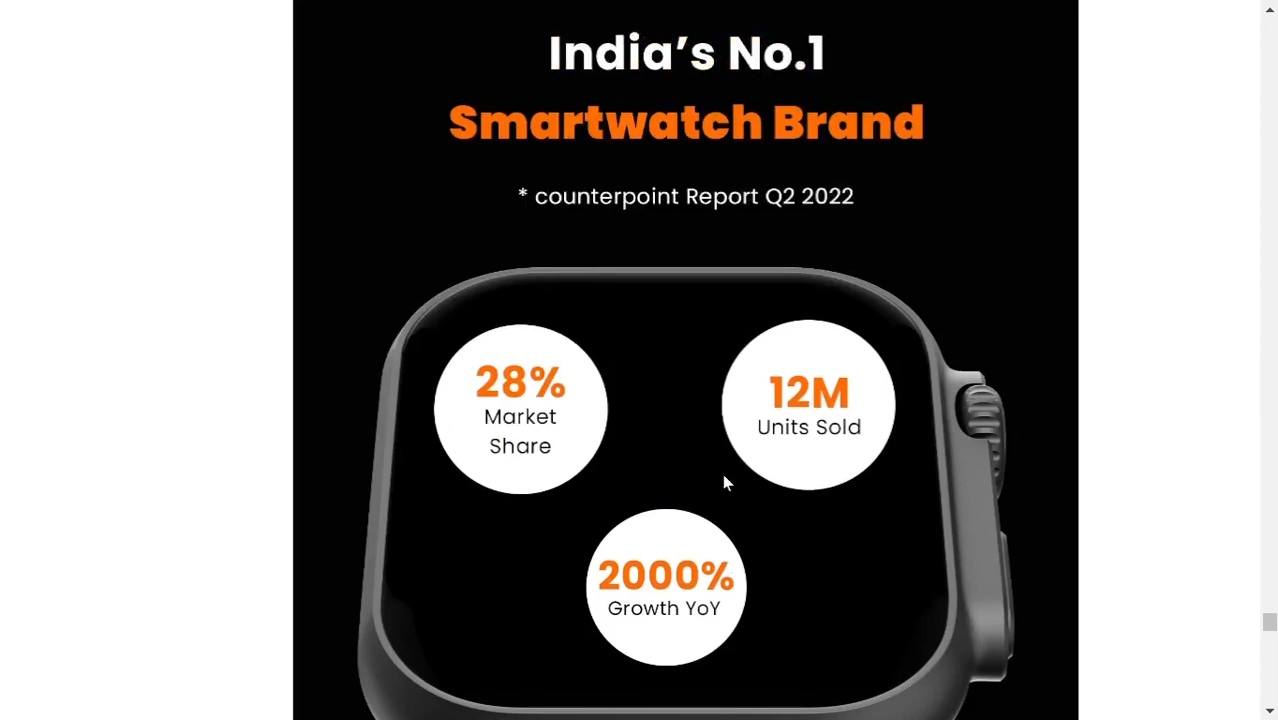 India’s No.1
Smartwatch Brand
* counterpoint Report Q2 2022
28%
Market
Share
12M
Units Sold
2000%
Growth YoY